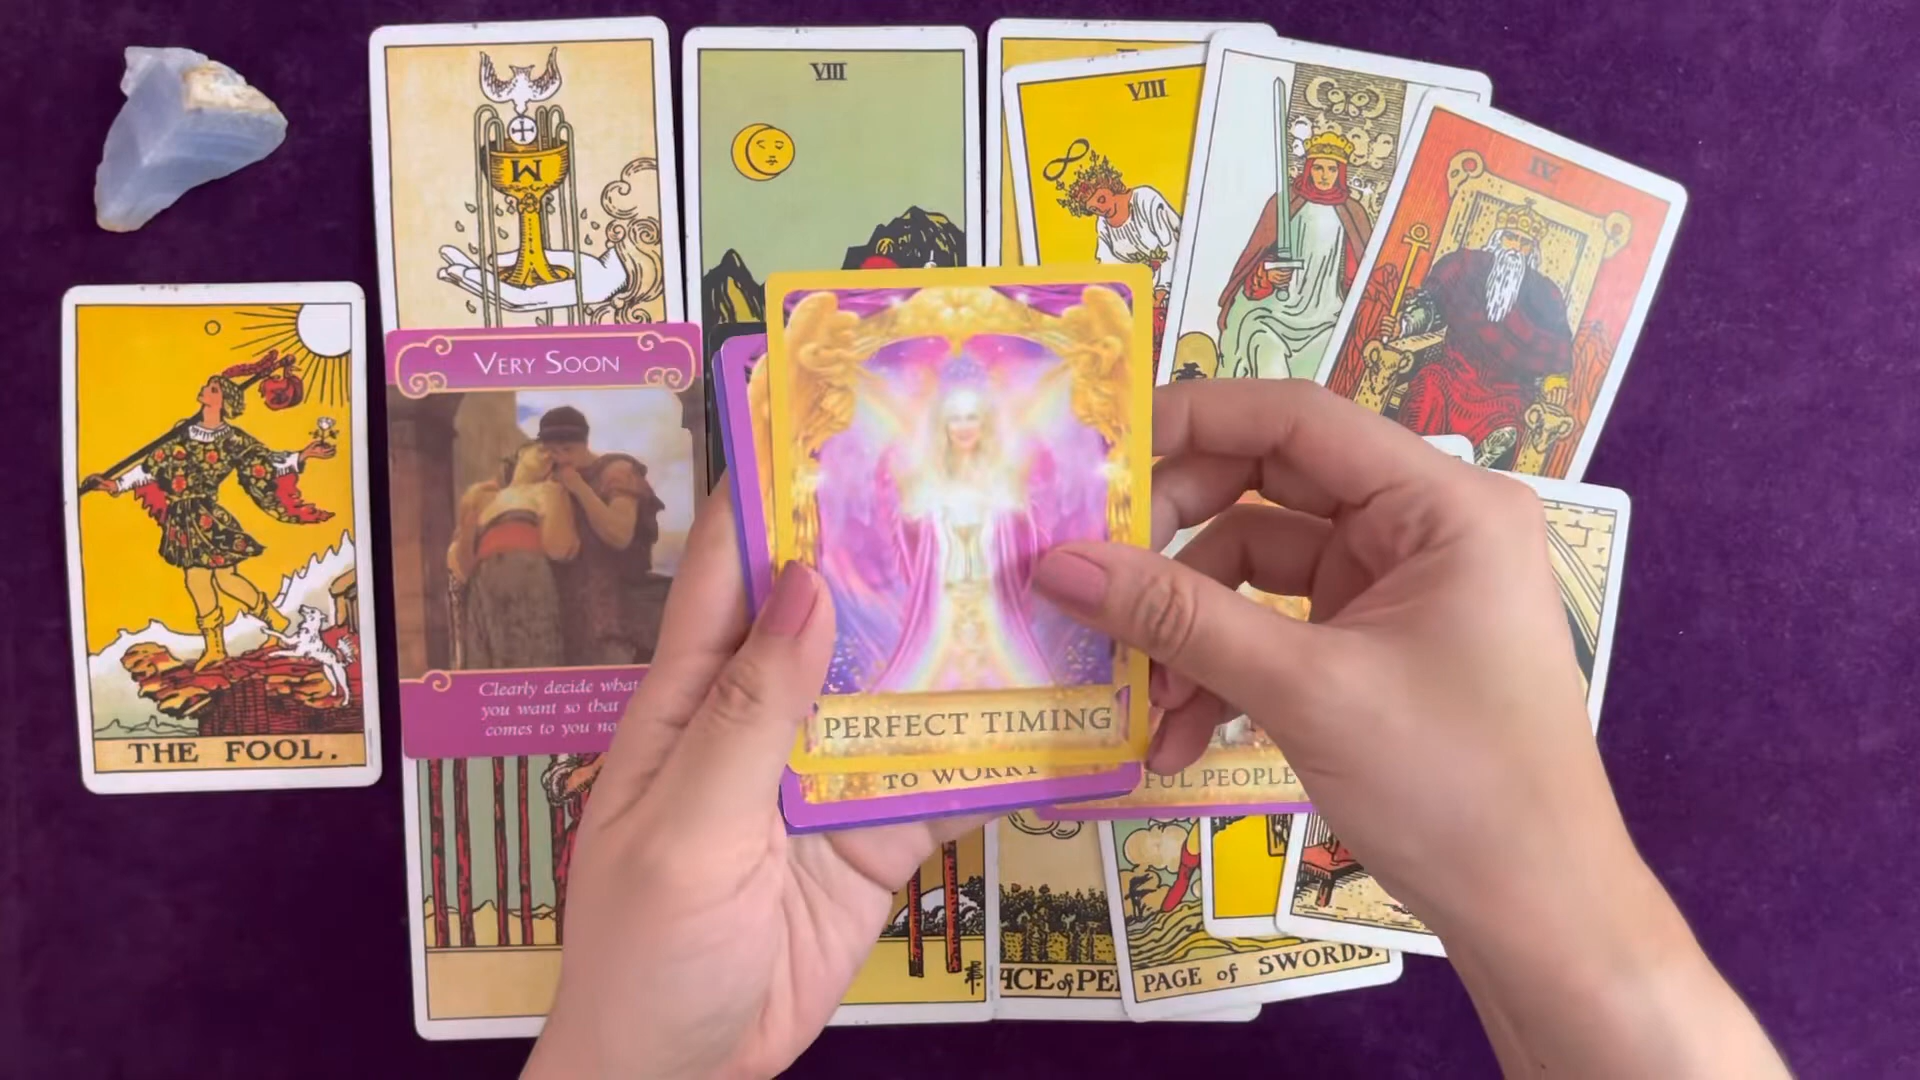 VIII
VIII
IV
VERY SOON
Clearly decide what
you want so that
comes to you no
THE FOOL.
PERFECT TIMING
TO WORRY
FUL PEOPLE
ACE of PE
PAGE of SWORDS.